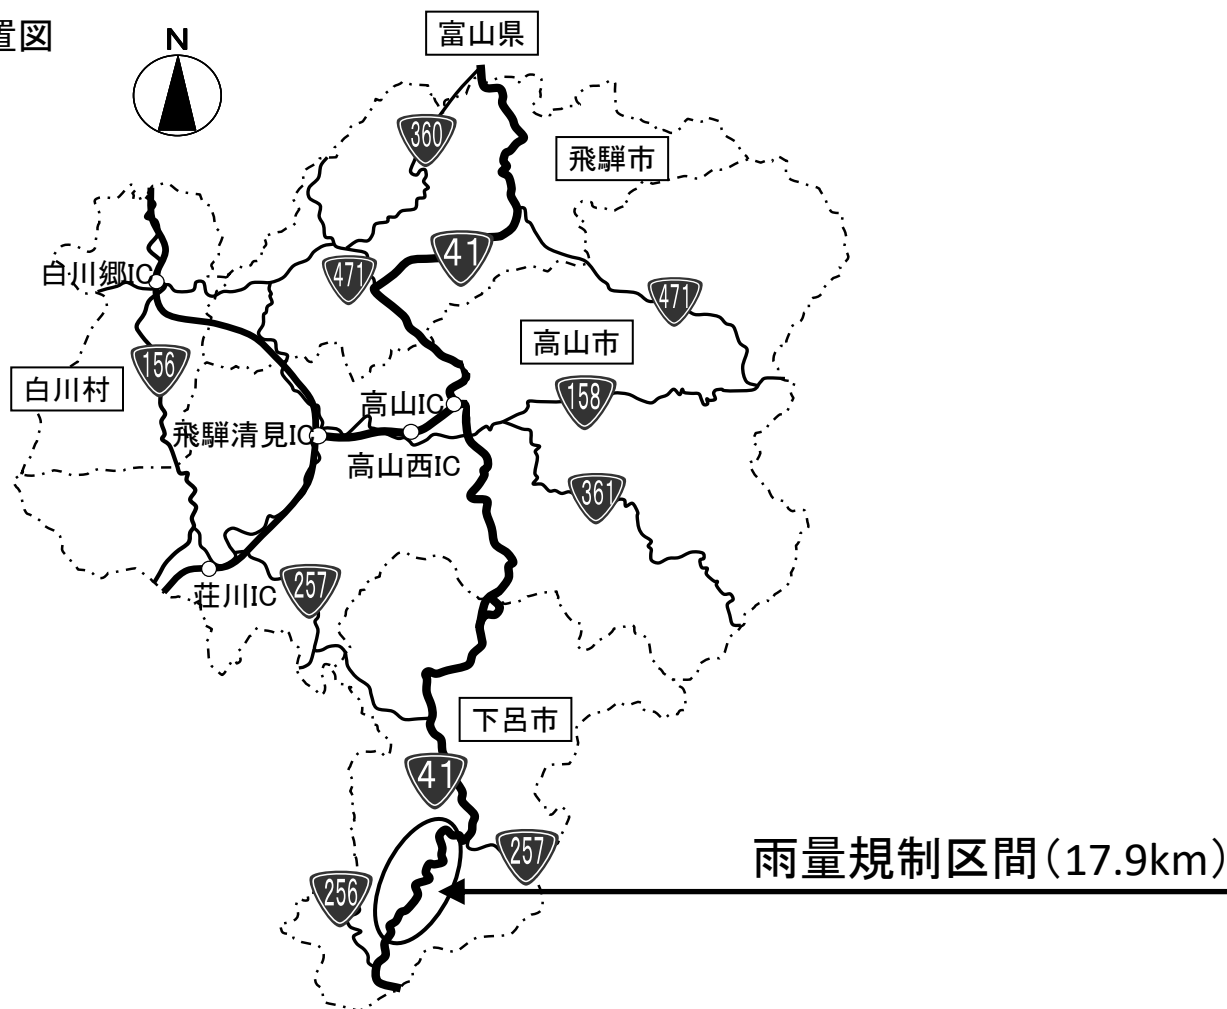 置図
N
富山県
360
飛騨市
41
471
白川郷IC
471
高山市
156
白川村
158
高山IC
飛騨清見IC
高山西IC
361
荘川IC
257
下呂市
41
257
雨量規制区間(17.9km)
256